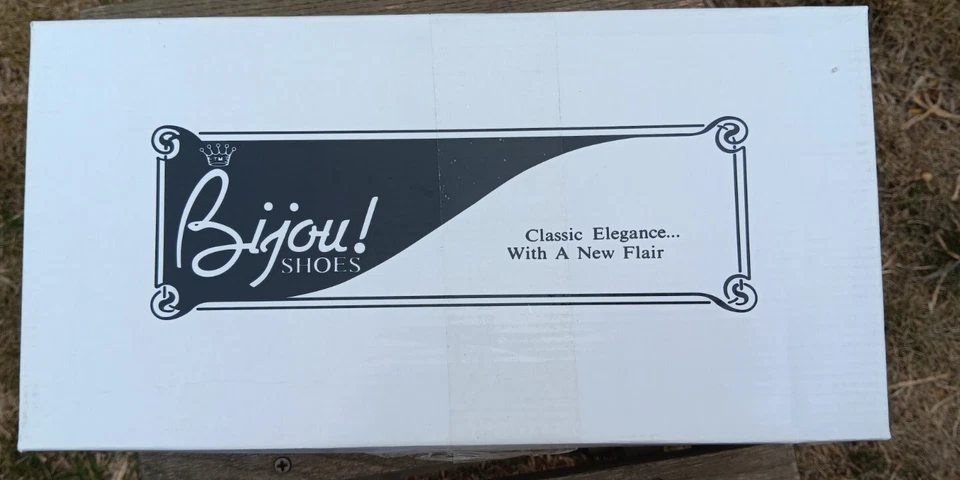 TM
Bijou!
SHOES
Classic Elegance...
With A New Flair